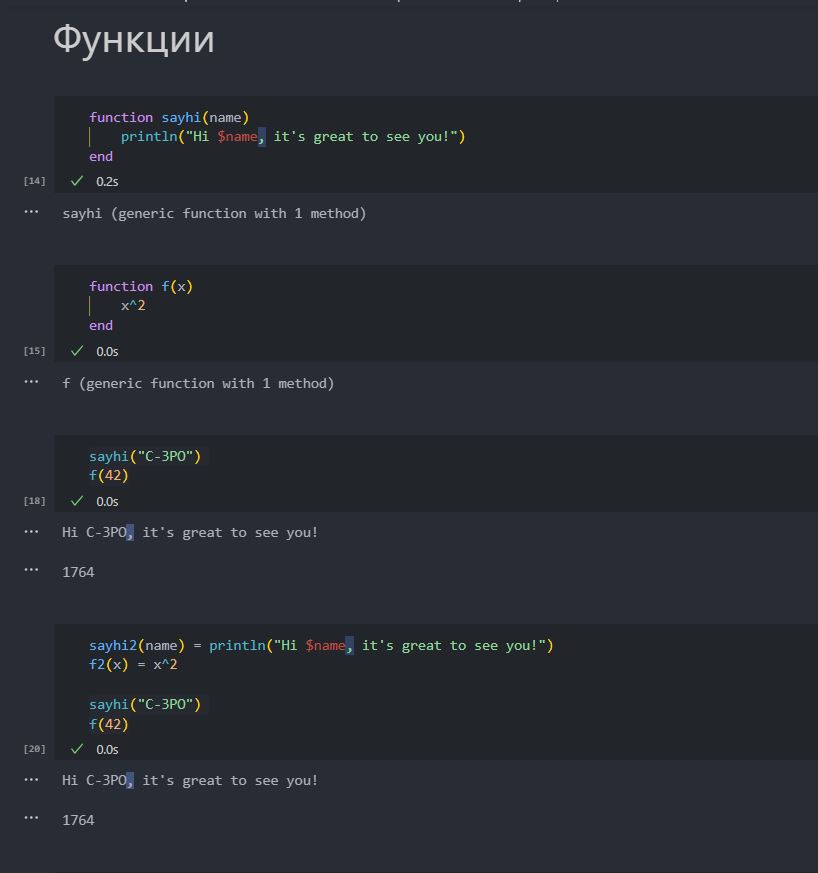 Функции
function sayhi(name)
println("Hi $name, it's great to see you!")
end
[14]
0.2s
sayhi (generic function with 1 method)
function f(x)
x^2
end
[15]
0.0s
f (generic function with 1 method)
sayhi("C-3PO")
f(42)
[18]
0.0s
Hi C-3PO, it's great to see you!
1764
sayhi2(name) = println("Hi $name, it's great to see you!")
f2(x) = x^2
sayhi("C-3PO")
f(42)
[20]
0.0s
Hi C-3PO, it's great to see you!
1764